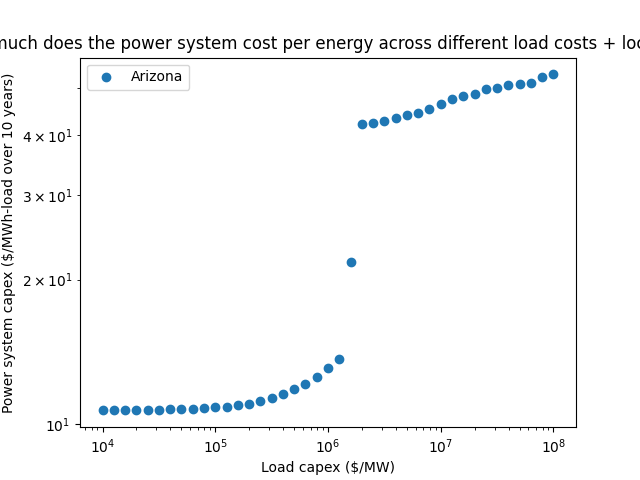 much does the power system cost per energy across different load costs +
Arizona
Power system capex ($/MWh-load over 10 years)
4 × 10¹
3 × 10¹
2 × 10¹
10¹
10⁴ 10⁵ 10⁶ 10⁷ 10⁸
Load capex ($/MW)